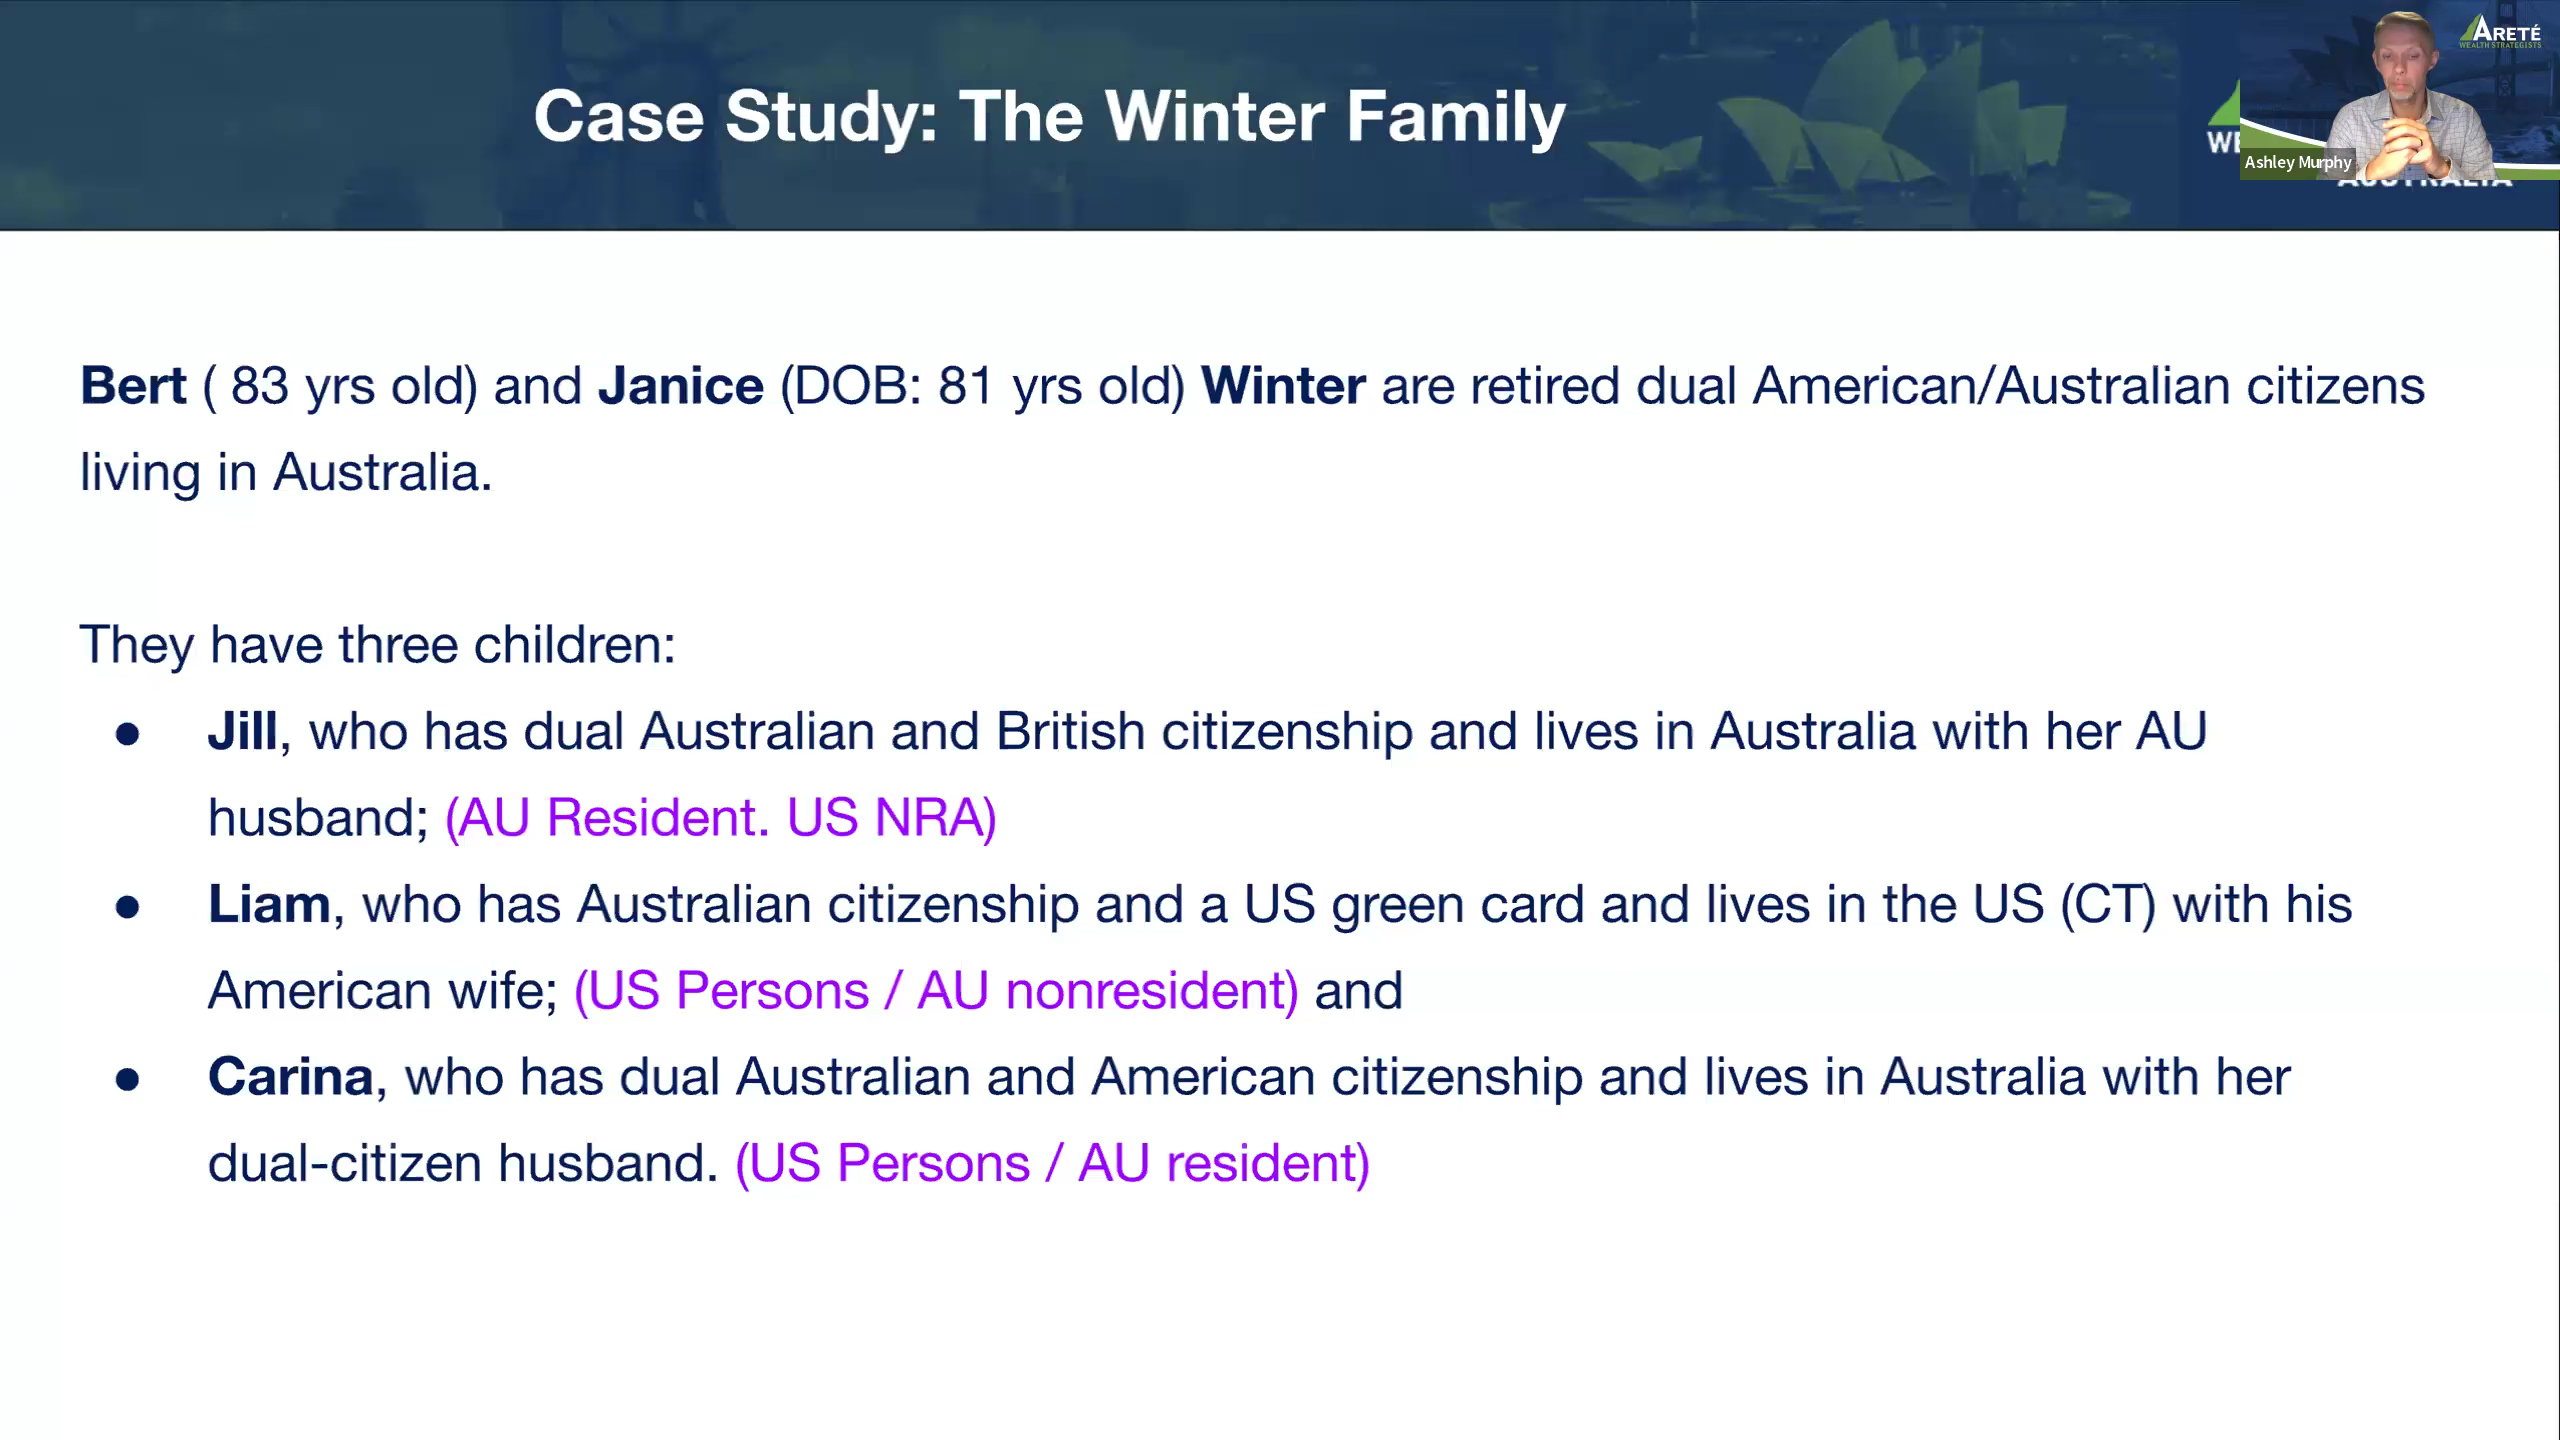 Case Study: The Winter Family
ARETÉ
WEALTH STRATEGISTS
WE
Ashley Murphy
AUSTRALIA
Bert ( 83 yrs old) and Janice (DOB: 81 yrs old) Winter are retired dual American/Australian citizens
living in Australia.
They have three children:
● Jill, who has dual Australian and British citizenship and lives in Australia with her AU
husband; (AU Resident. US NRA)
● Liam, who has Australian citizenship and a US green card and lives in the US (CT) with his
American wife; (US Persons / AU nonresident) and
● Carina, who has dual Australian and American citizenship and lives in Australia with her
dual-citizen husband. (US Persons / AU resident)